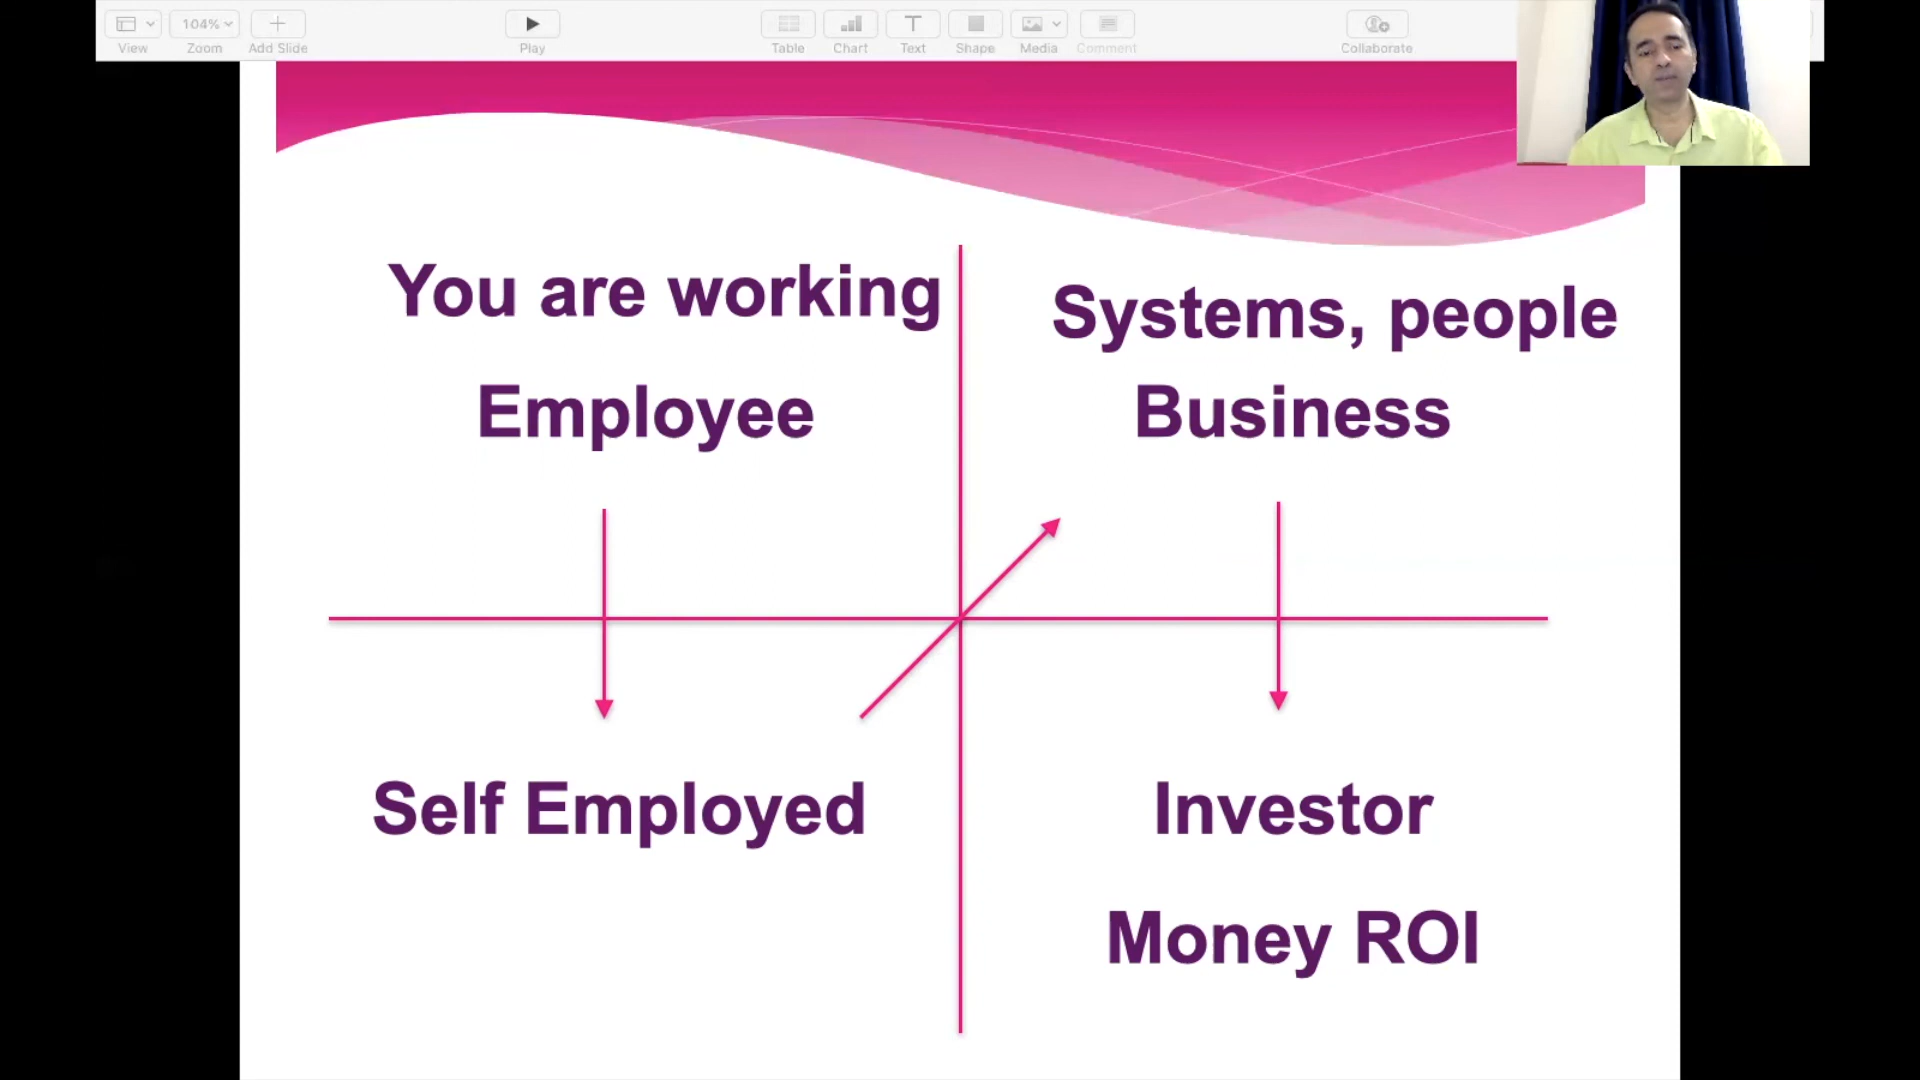 104%
View
Zoom
Add Slide
Play
Table
Chart
Text
Shape
Media
Comment
Collaborate
You are working
Employee
Systems, people
Business
Self Employed
Investor
Money ROI